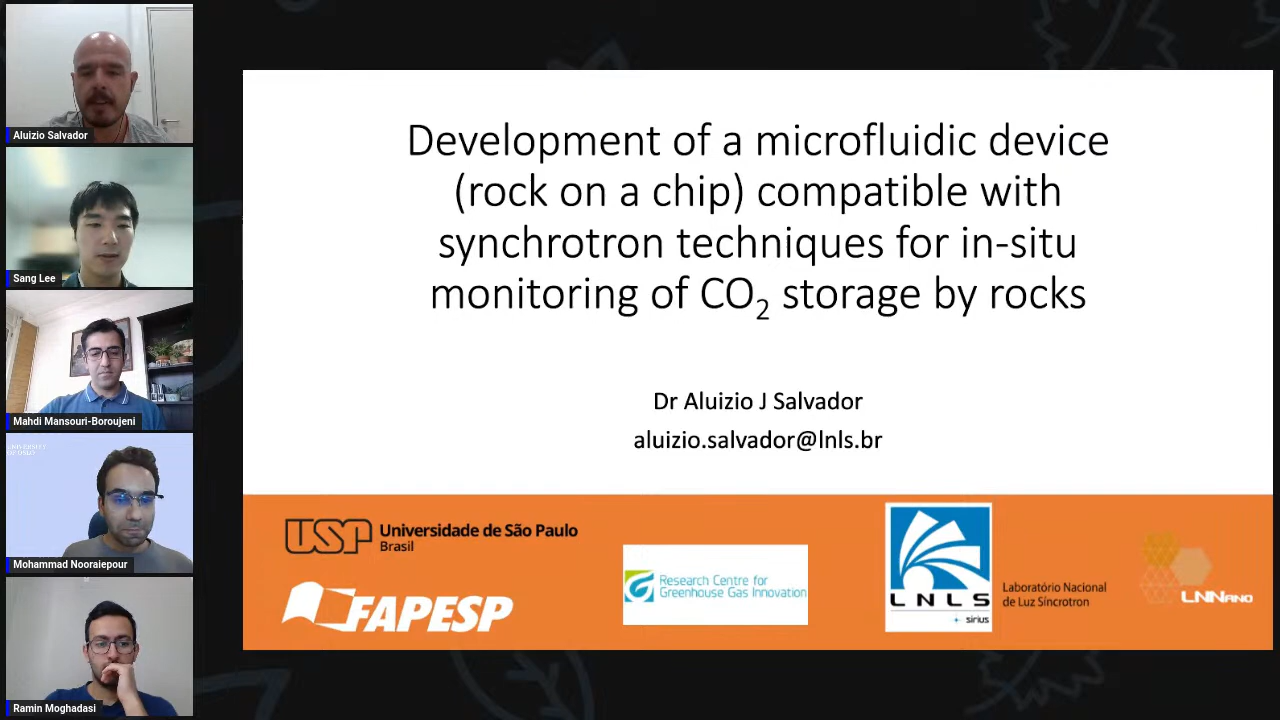 Aluizio Salvador
Sang Lee
Mahdi Mansouri-Boroujeni
Mohammad Nooraiepour
Ramin Moghadasi
Development of a microfluidic device
(rock on a chip) compatible with
synchrotron techniques for in-situ
monitoring of CO2 storage by rocks
Dr Aluizio J Salvador
aluizio.salvador@lnls.br
USP Universidade de São Paulo
Brasil
FAPESP
Research Centre for
Greenhouse Gas Innovation
LNLS
sirius
Laboratório Nacional
de Luz Síncrotron
LNNano